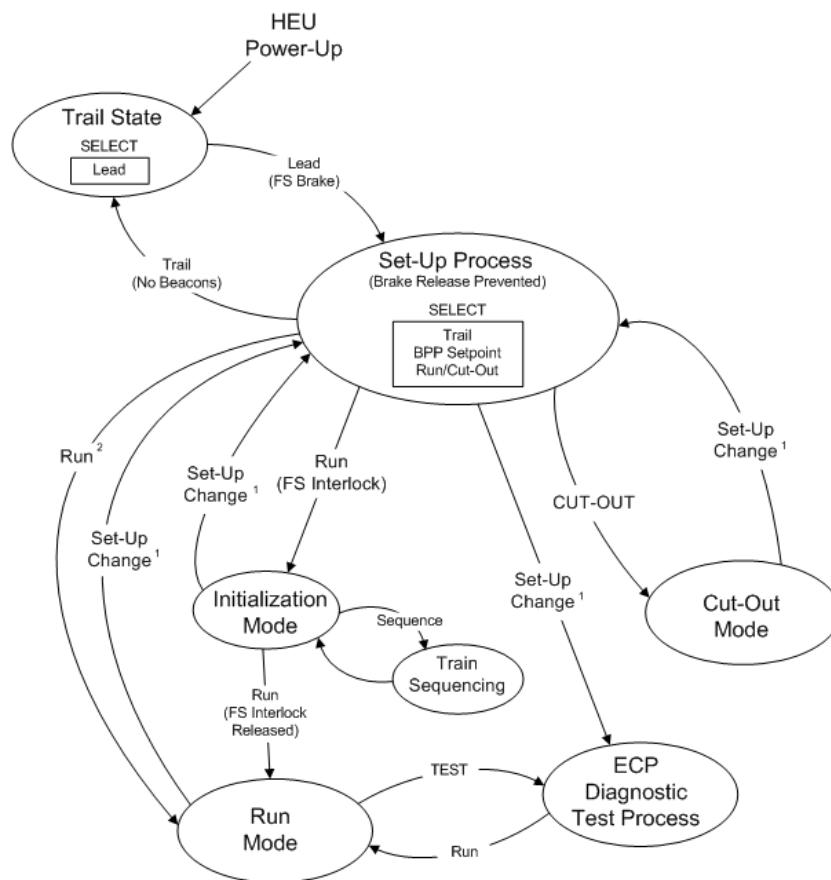 HEU
Power-Up
Trail State
SELECT
Lead
Lead
(FS Brake)
Trail
(No Beacons)
Set-Up Process
(Brake Release Prevented)
SELECT
Trail
BPP Setpoint
Run/Cut-Out
Run 2
Set-Up
Change 1
Set-Up
Change 1
Run
(FS Interlock)
Set-Up
Change 1
CUT-OUT
Set-Up
Change 1
Initialization
Mode
Sequence
Train
Sequencing
Cut-Out
Mode
Run
(FS Interlock
Released)
Run
Mode
TEST
Run
ECP
Diagnostic
Test Process